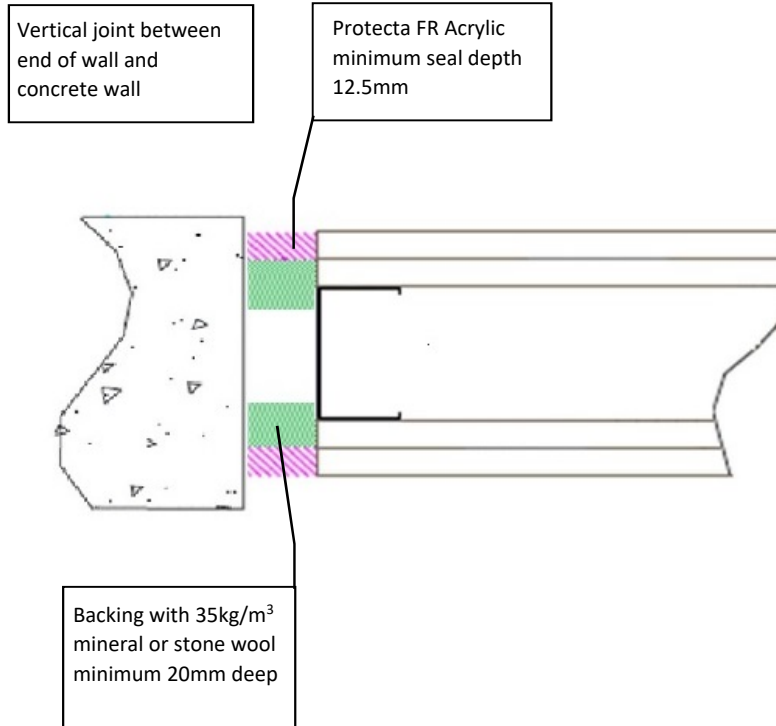 Vertical joint between
end of wall and
concrete wall
Protecta FR Acrylic
minimum seal depth
12.5mm
Backing with 35kg/m³
mineral or stone wool
minimum 20mm deep